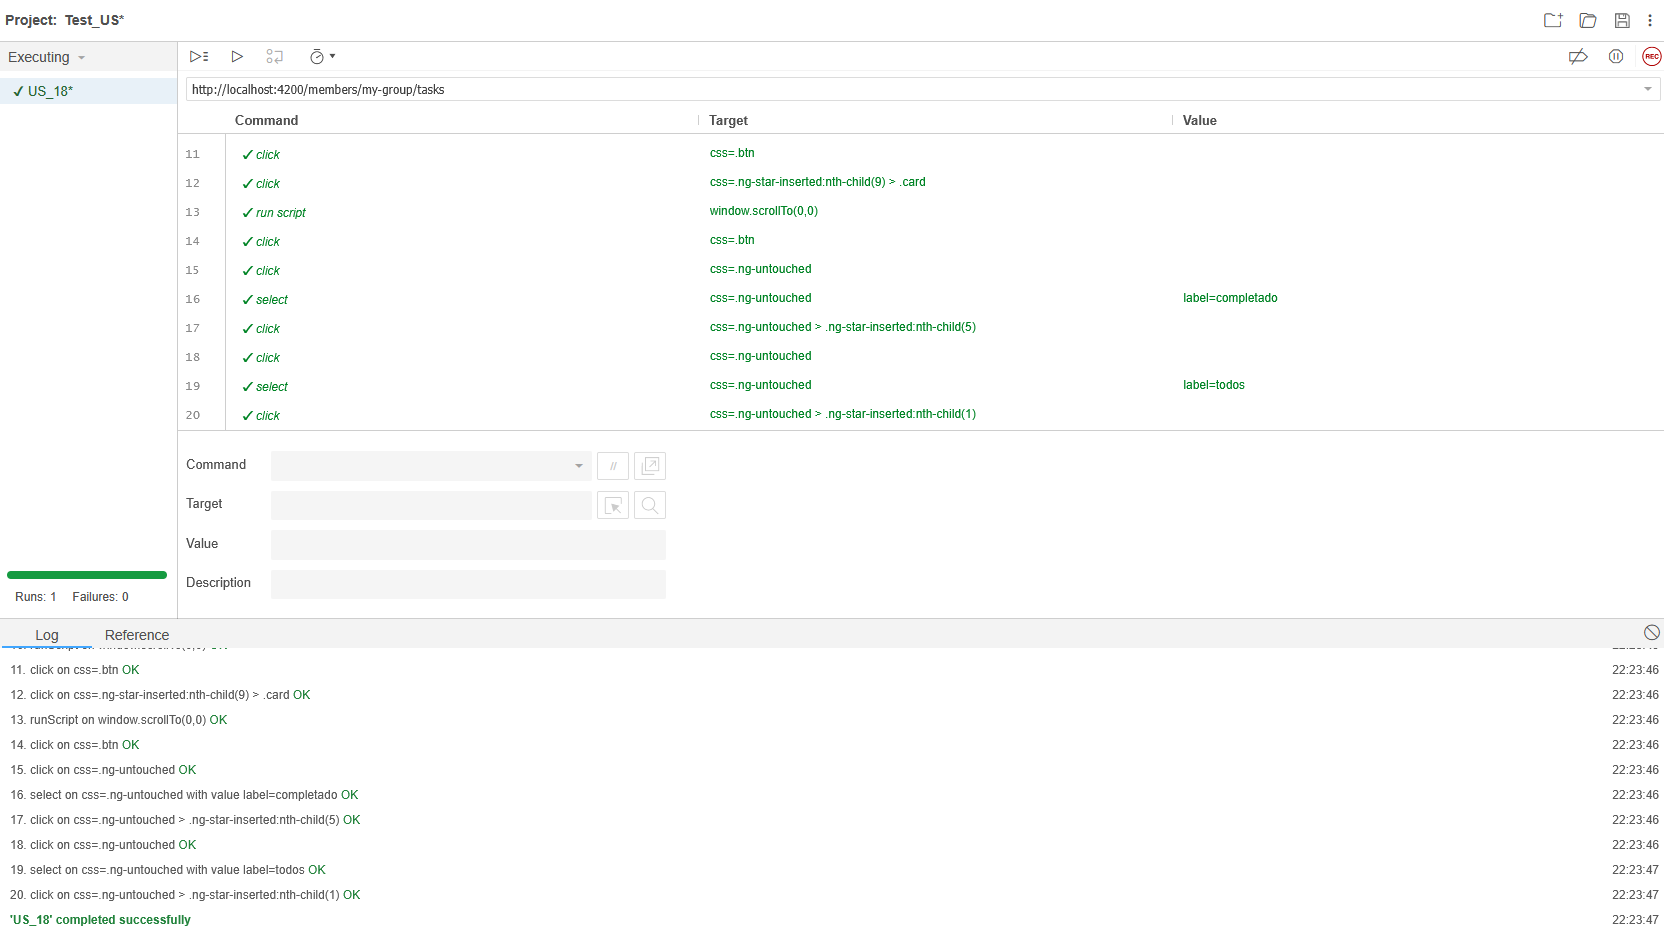 Project: Test_US*
Executing
✓ US_18*
REC
http://localhost:4200/members/my-group/tasks
Command Target Value
11 ✓ click css=.btn
12 ✓ click css=.ng-star-inserted:nth-child(9) > .card
13 ✓ run script window.scrollTo(0,0)
14 ✓ click css=.btn
15 ✓ click css=.ng-untouched
16 ✓ select css=.ng-untouched label=completado
17 ✓ click css=.ng-untouched > .ng-star-inserted:nth-child(5)
18 ✓ click css=.ng-untouched
19 ✓ select css=.ng-untouched label=todos
20 ✓ click css=.ng-untouched > .ng-star-inserted:nth-child(1)
Command //
Target
Value
Description
Runs: 1 Failures: 0
Log Reference
11. click on css=.btn OK 22:23:46
12. click on css=.ng-star-inserted:nth-child(9) > .card OK 22:23:46
13. runScript on window.scrollTo(0,0) OK 22:23:46
14. click on css=.btn OK 22:23:46
15. click on css=.ng-untouched OK 22:23:46
16. select on css=.ng-untouched with value label=completado OK 22:23:46
17. click on css=.ng-untouched > .ng-star-inserted:nth-child(5) OK 22:23:46
18. click on css=.ng-untouched OK 22:23:46
19. select on css=.ng-untouched with value label=todos OK 22:23:47
20. click on css=.ng-untouched > .ng-star-inserted:nth-child(1) OK 22:23:47
'US_18' completed successfully 22:23:47